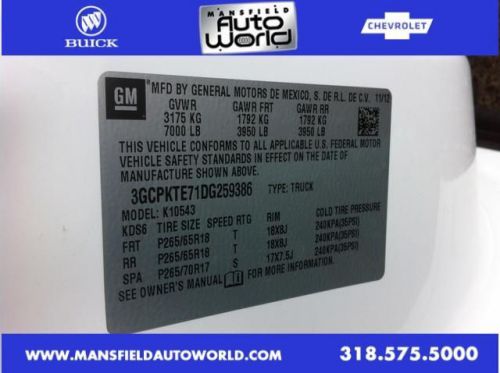 BUICK
MANSFIELD
Auto
World
CHEVROLET
GM
MFD BY GENERAL MOTORS DE MEXICO, S. DE R.L. DE C.V. 11/12
GVWR GAWR FRT GAWR RR
3175 KG 1792 KG 1792 KG
7000 LB 3950 LB 3950 LB
THIS VEHICLE CONFORMS TO ALL APPLICABLE U.S. FEDERAL MOTOR
VEHICLE SAFETY STANDARDS IN EFFECT ON THE DATE OF
MANUFACTURE SHOWN ABOVE.
3GCPKTE71DG259386 TYPE: TRUCK
MODEL: K10543
KDS6 TIRE SIZE SPEED RTG RIM COLD TIRE PRESSURE
FRT P265/65R18 T 18X8J 240KPA(35PSI)
RR P265/65R18 T 18X8J 240KPA(35PSI)
SPA P265/70R17 S 17X7.5J 240KPA(35PSI)
SEE OWNER'S MANUAL FOR MORE INFORMATION.
WWW.MANSFIELDAUTOWORLD.COM 318.575.5000